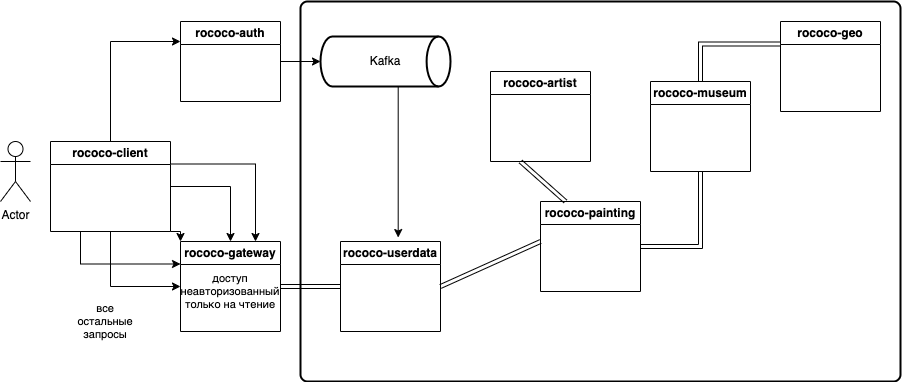 rococo-auth
rococo-geo
Kafka
rococo-artist
rococo-museum
rococo-client
Actor
rococo-painting
rococo-gateway
доступ
неавторизованный
только на чтение
rococo-userdata
все
остальные
запросы